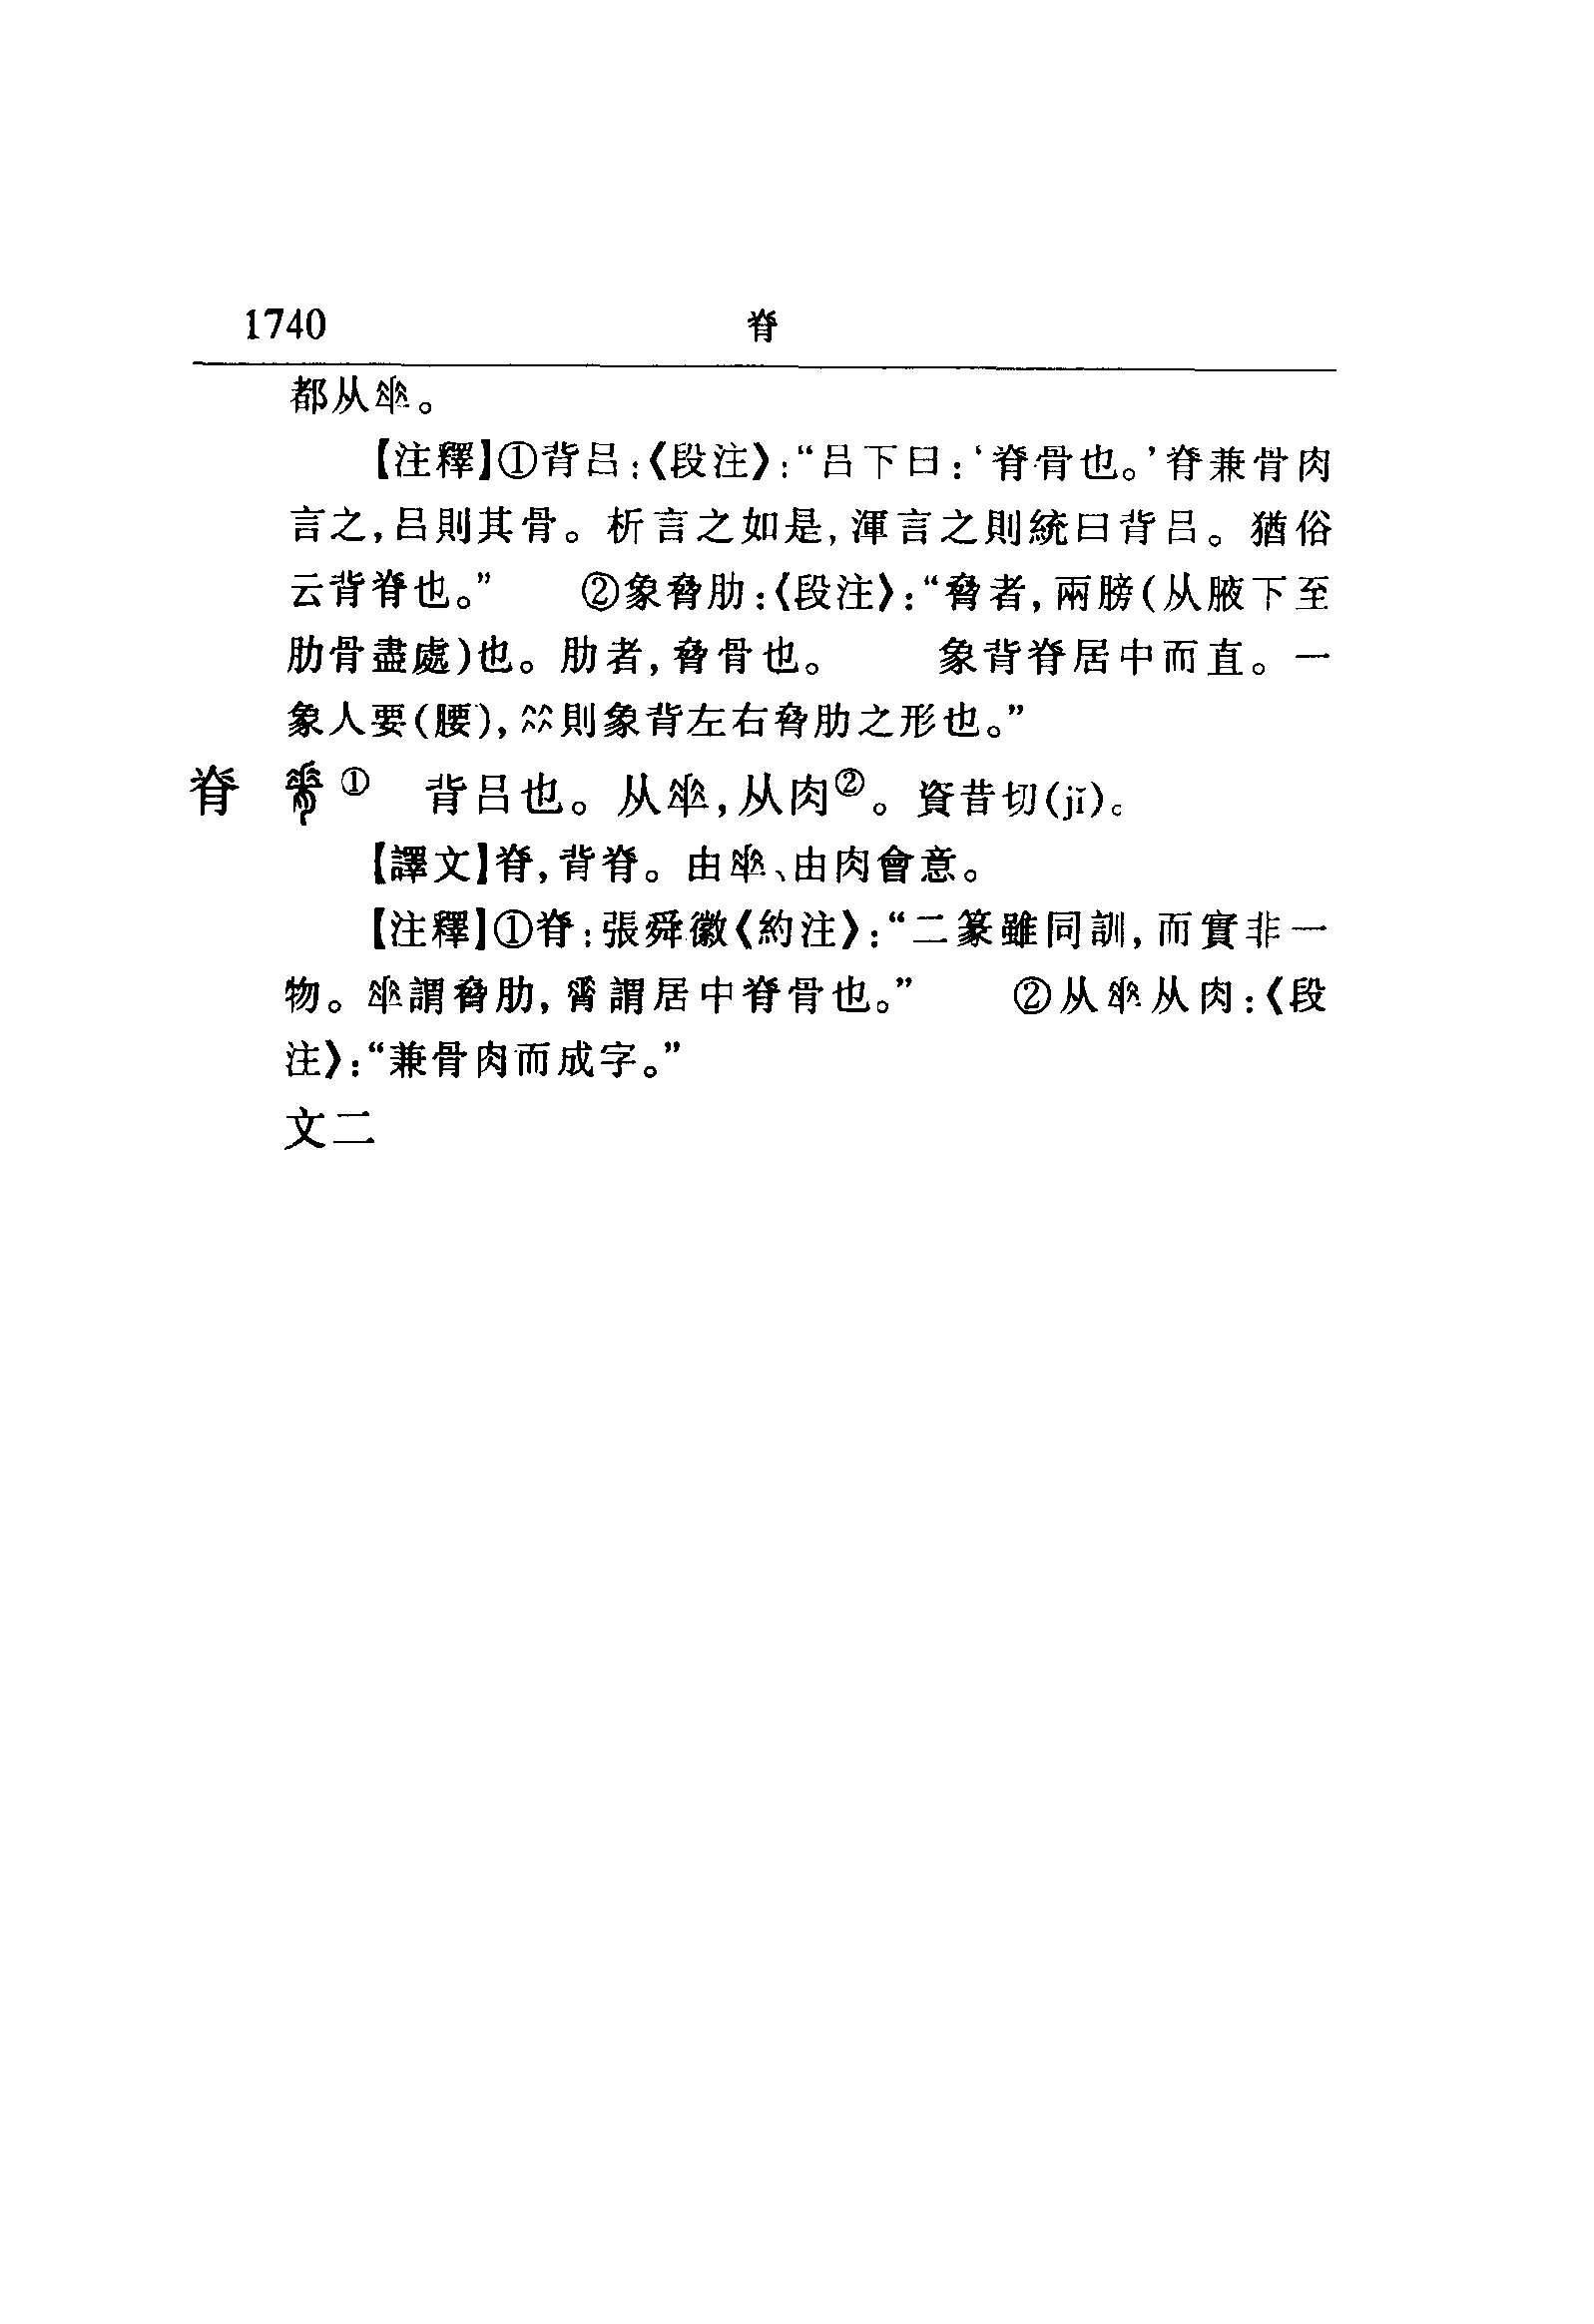 1740 脊
都从𠦬。
【注釋】①背吕:《段注》:“吕下曰:‘脊骨也。’脊兼骨肉
言之,吕則其骨。析言之如是,渾言之則統曰背吕。猶俗
云背脊也。” ②象脅肋:《段注》:“脅者,兩膀(从腋下至
肋骨盡處)也。肋者,脅骨也。 象背脊居中而直。一
象人要(腰),則象背左右脅肋之形也。”
脊 ① 背吕也。从𠦬,从肉②。資昔切(jǐ)。
【譯文】脊,背脊。由𠦬、由肉會意。
【注釋】①脊:張舜徽《約注》:“二篆雖同訓,而實非一
物。𠦬謂脅肋,謂居中脊骨也。” ②从𠦬从肉:《段
注》:“兼骨肉而成字。”
文二